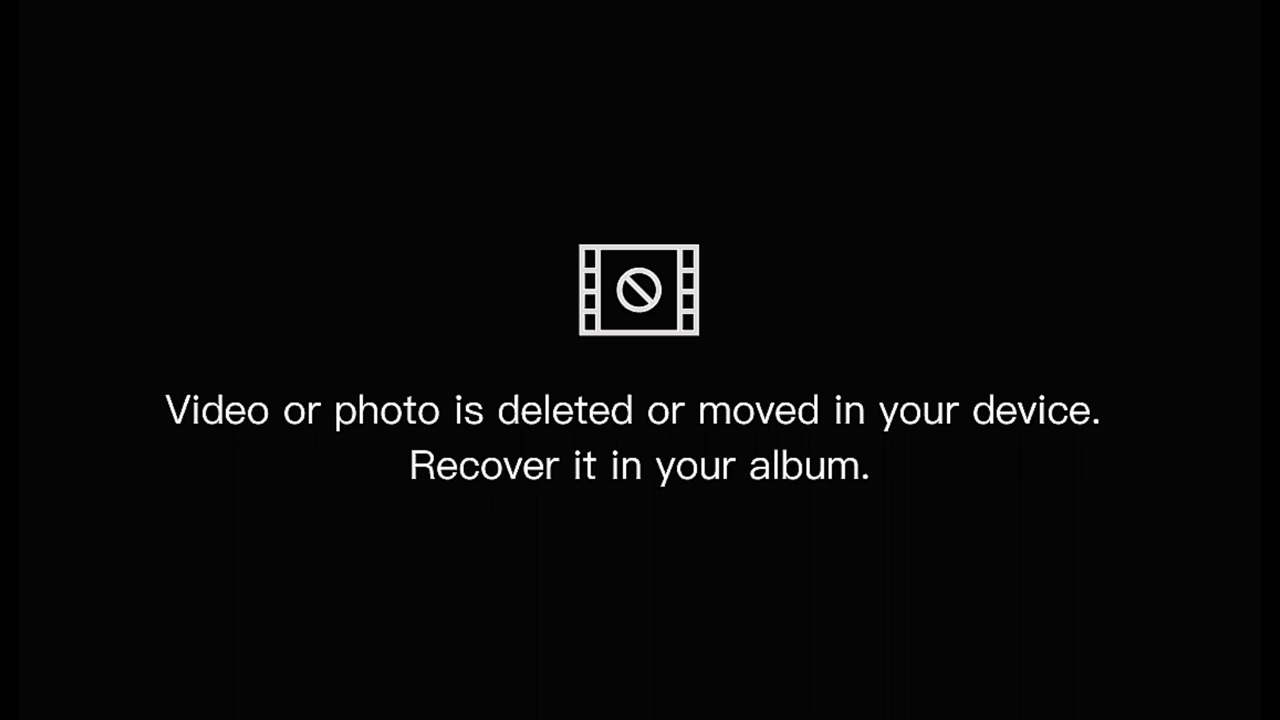 Video or photo is deleted or moved in your device.
Recover it in your album.